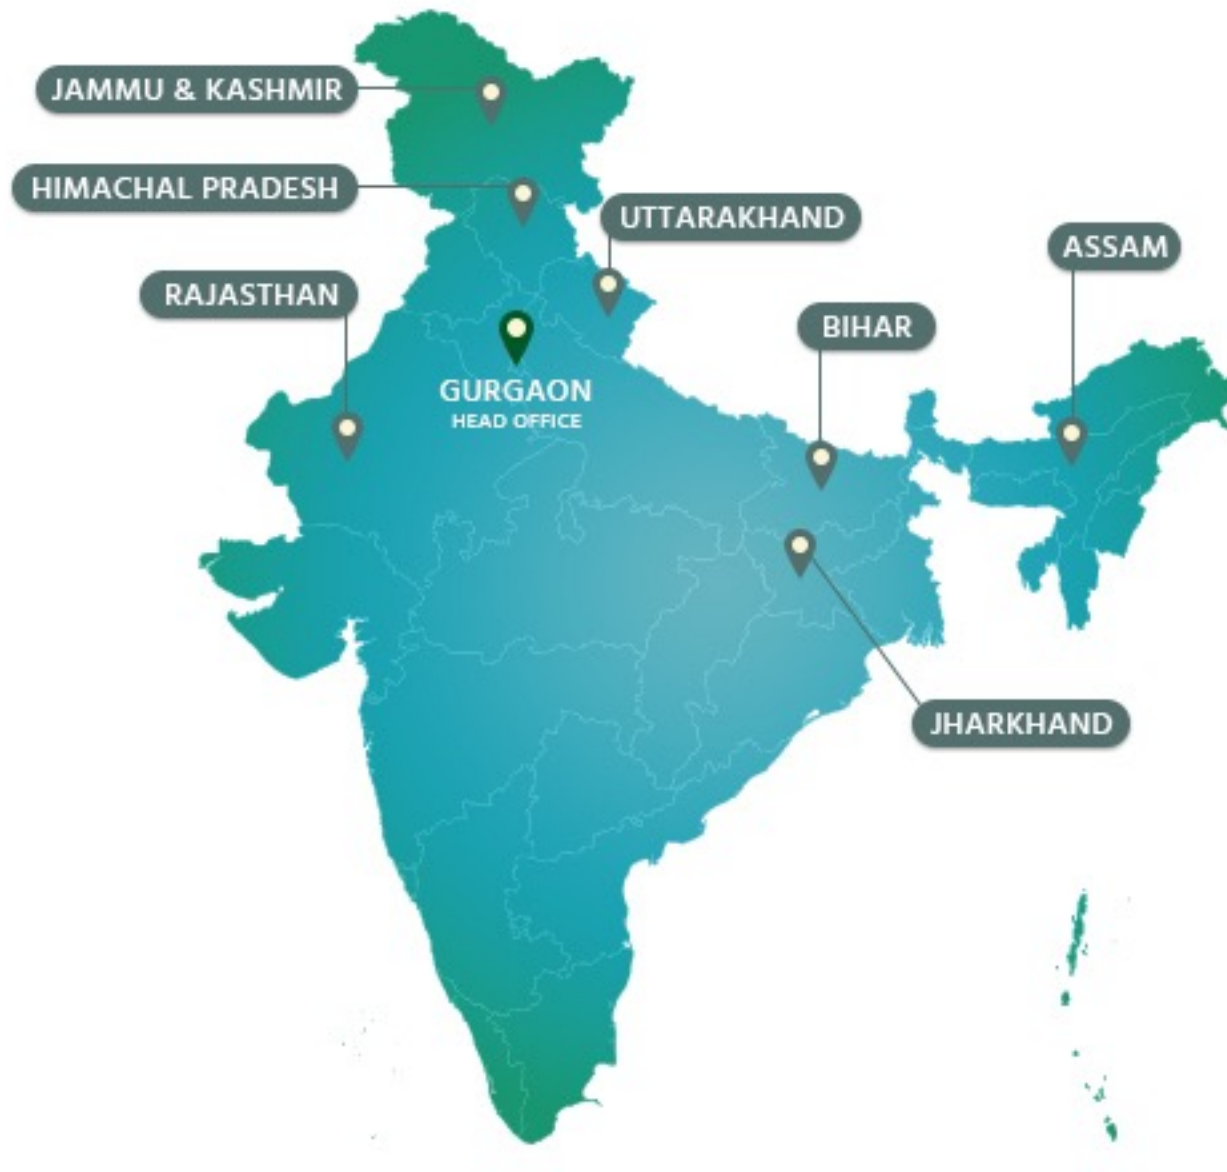 JAMMU & KASHMIR
HIMACHAL PRADESH
UTTARAKHAND
ASSAM
RAJASTHAN
BIHAR
GURGAON
HEAD OFFICE
JHARKHAND